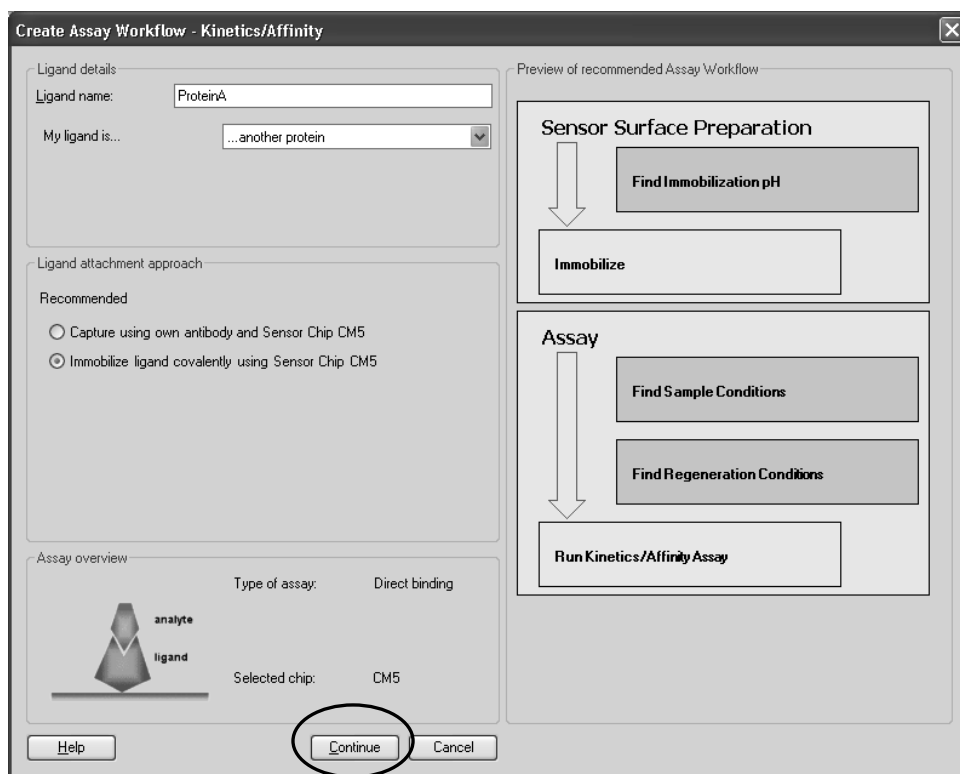 Create Assay Workflow - Kinetics/Affinity
Ligand details
Ligand name:
ProteinA
My ligand is...
...another protein
Ligand attachment approach
Recommended
Capture using own antibody and Sensor Chip CM5
Immobilize ligand covalently using Sensor Chip CM5
Assay overview
Type of assay:
Direct binding
analyte
ligand
Selected chip:
CM5
Help
Continue
Cancel
Preview of recommended Assay Workflow
Sensor Surface Preparation
Find Immobilization pH
Immobilize
Assay
Find Sample Conditions
Find Regeneration Conditions
Run Kinetics/Affinity Assay